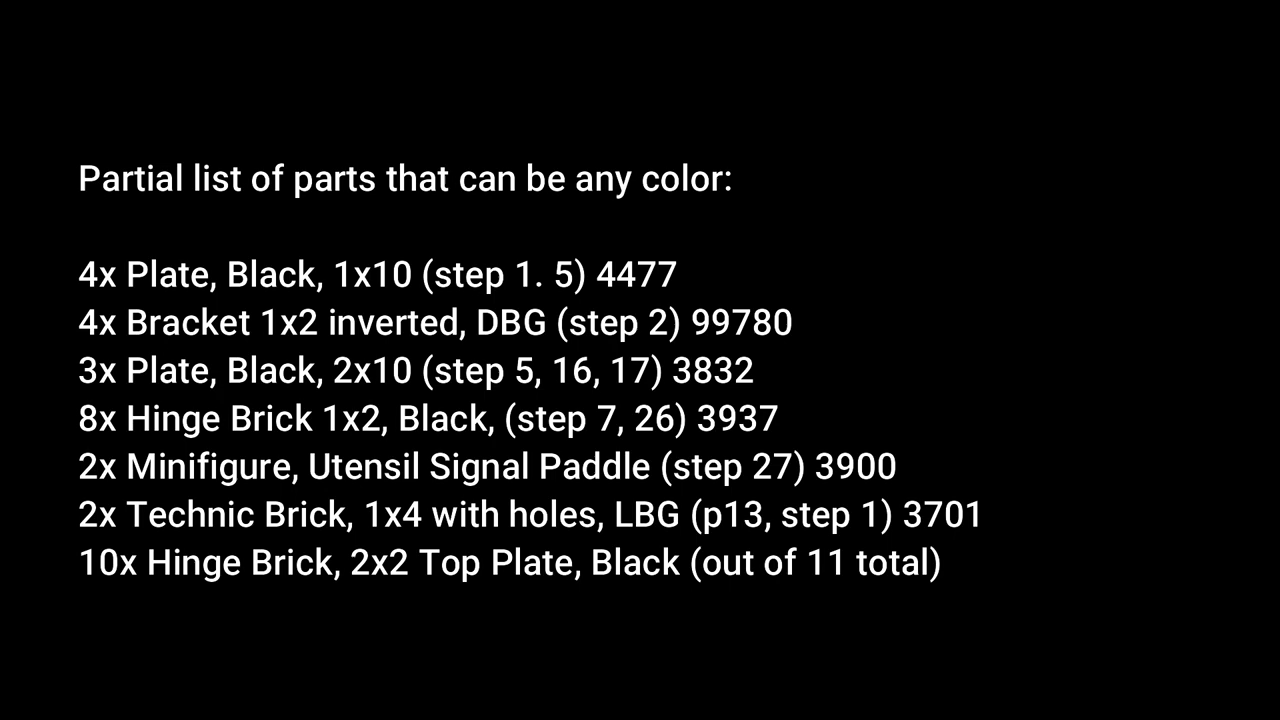 Partial list of parts that can be any color:
4x Plate, Black, 1x10 (step 1. 5) 4477
4x Bracket 1x2 inverted, DBG (step 2) 99780
3x Plate, Black, 2x10 (step 5, 16, 17) 3832
8x Hinge Brick 1x2, Black, (step 7, 26) 3937
2x Minifigure, Utensil Signal Paddle (step 27) 3900
2x Technic Brick, 1x4 with holes, LBG (p13, step 1) 3701
10x Hinge Brick, 2x2 Top Plate, Black (out of 11 total)